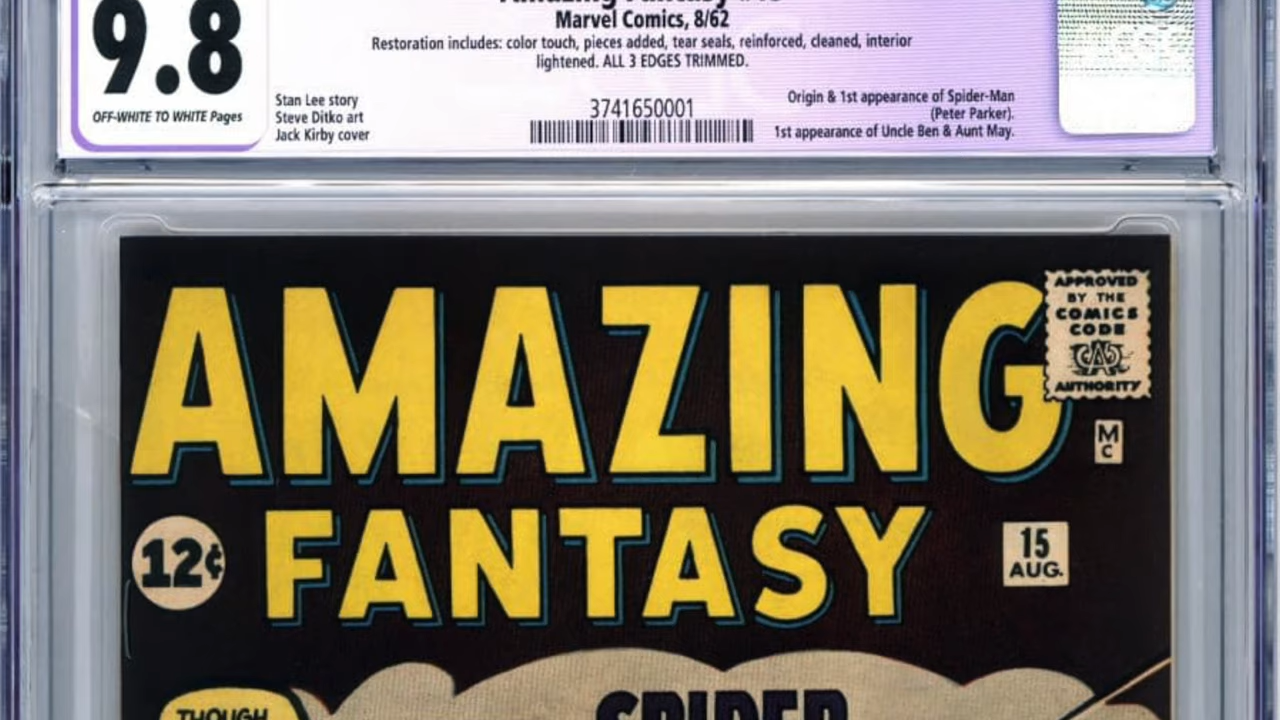 9.8
OFF-WHITE TO WHITE Pages
Marvel Comics, 8/62
Restoration includes: color touch, pieces added, tear seals, reinforced, cleaned, interior
lightened. ALL 3 EDGES TRIMMED.
Stan Lee story
Steve Ditko art
Jack Kirby cover
3741650001
Origin & 1st appearance of Spider-Man
(Peter Parker).
1st appearance of Uncle Ben & Aunt May.
AMAZING
FANTASY
APPROVED
BY THE
COMICS
CODE
CA
AUTHORITY
M
C
12¢
15
AUG.
THOUGH
SPIDER